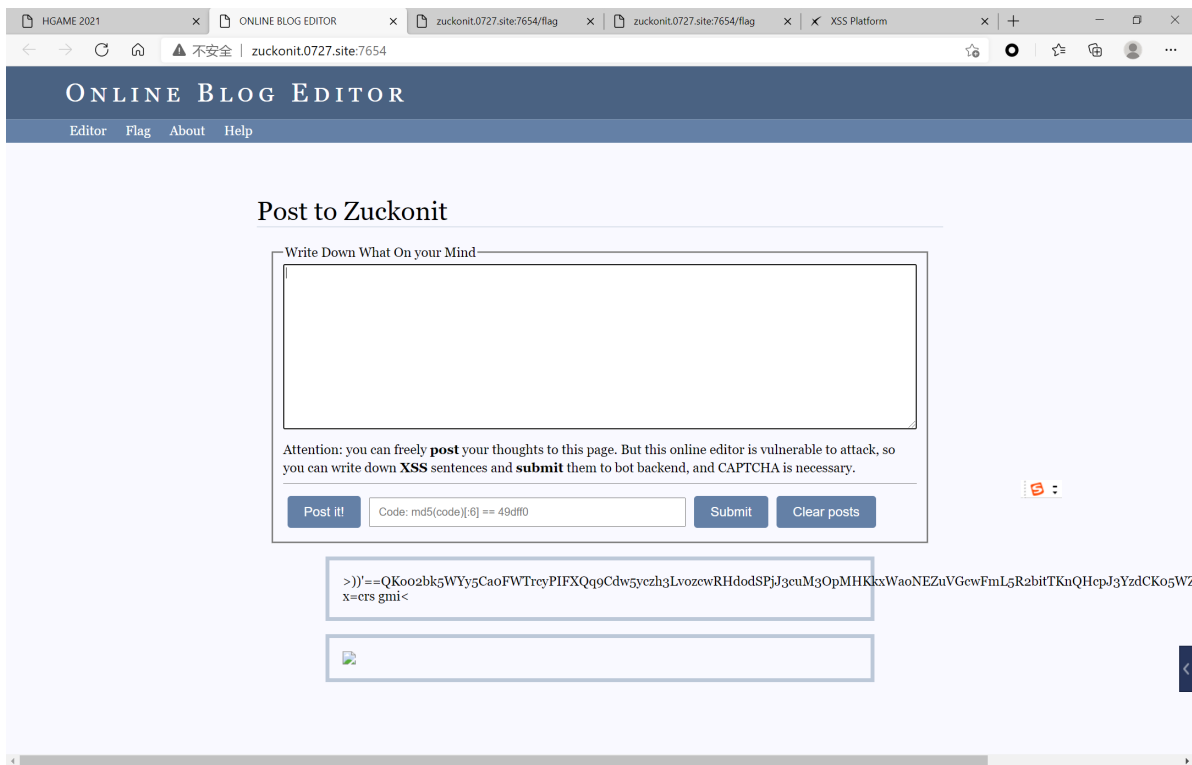 HGAME 2021
ONLINE BLOG EDITOR
zuckonit.0727.site:7654/flag
zuckonit.0727.site:7654/flag
XSS Platform
不安全 | zuckonit.0727.site:7654
ONLINE BLOG EDITOR
Editor Flag About Help
Post to Zuckonit
Write Down What On your Mind
Attention: you can freely post your thoughts to this page. But this online editor is vulnerable to attack, so
you can write down XSS sentences and submit them to bot backend, and CAPTCHA is necessary.
Post it! Code: md5(code)[:6] == 49dff0 Submit Clear posts
x=crs gmi<